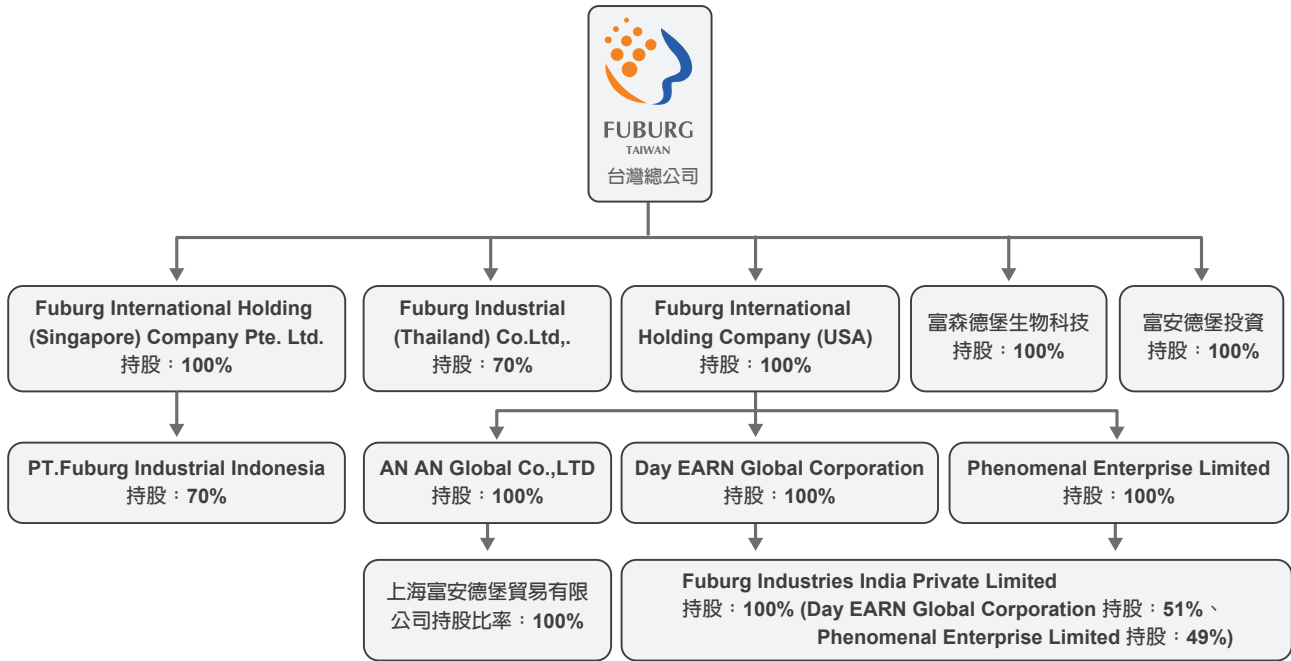 FUBURG
TAIWAN
台灣總公司
Fuburg International Holding
(Singapore) Company Pte. Ltd.
持股：100%
Fuburg Industrial
(Thailand) Co.Ltd,.
持股：70%
Fuburg International
Holding Company (USA)
持股：100%
富森德堡生物科技
持股：100%
富安德堡投資
持股：100%
PT.Fuburg Industrial Indonesia
持股：70%
AN AN Global Co.,LTD
持股：100%
Day EARN Global Corporation
持股：100%
Phenomenal Enterprise Limited
持股：100%
上海富安德堡貿易有限
公司持股比率：100%
Fuburg Industries India Private Limited
持股：100% (Day EARN Global Corporation 持股：51%、
Phenomenal Enterprise Limited 持股：49%)